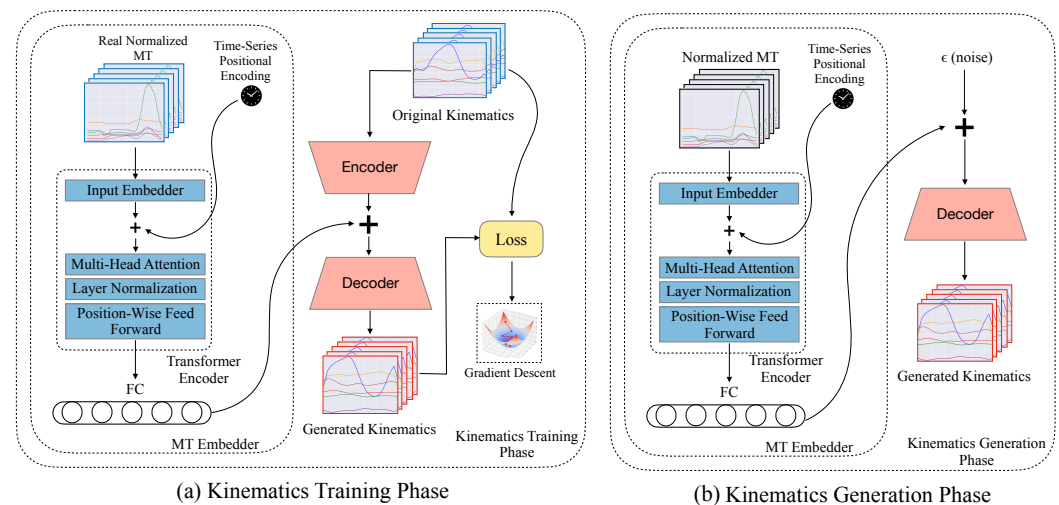 Real Normalized
MT
Time-Series
Positional
Encoding
Original Kinematics
Input Embedder
Encoder
Multi-Head Attention
Layer Normalization
Position-Wise Feed
Forward
Transformer
Encoder
FC
MT Embedder
Decoder
Loss
Gradient Descent
Generated Kinematics
Kinematics Training
Phase
(a) Kinematics Training Phase
Normalized MT
Time-Series
Positional
Encoding
ϵ (noise)
Input Embedder
Multi-Head Attention
Layer Normalization
Position-Wise Feed
Forward
Transformer
Encoder
FC
MT Embedder
Decoder
Generated Kinematics
Kinematics Generation
Phase
(b) Kinematics Generation Phase